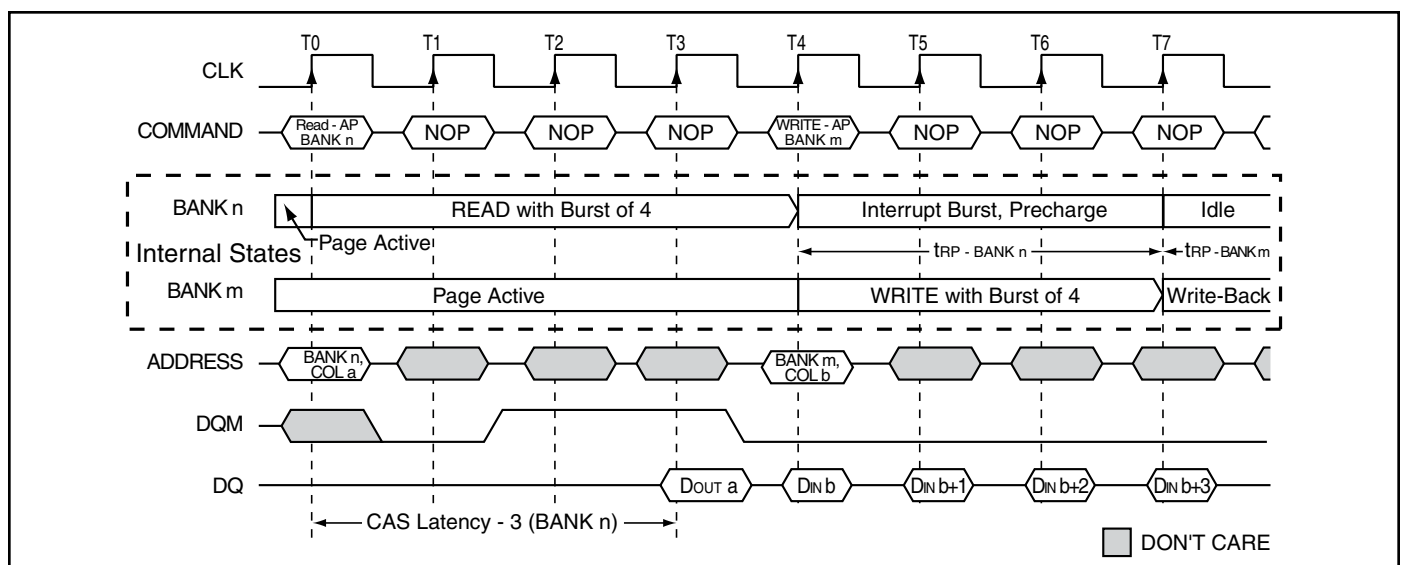 T0 T1 T2 T3 T4 T5 T6 T7
CLK
COMMAND Read - AP BANK n NOP NOP NOP WRITE - AP BANK m NOP NOP NOP
BANK n READ with Burst of 4 Interrupt Burst, Precharge Idle
Page Active tRP - BANK n tRP - BANK m
Internal States
BANK m Page Active WRITE with Burst of 4 Write-Back
ADDRESS BANK n, COL a BANK m, COL b
DQM
DQ DOUT a DIN b DIN b+1 DIN b+2 DIN b+3
CAS Latency - 3 (BANK n)
DON'T CARE